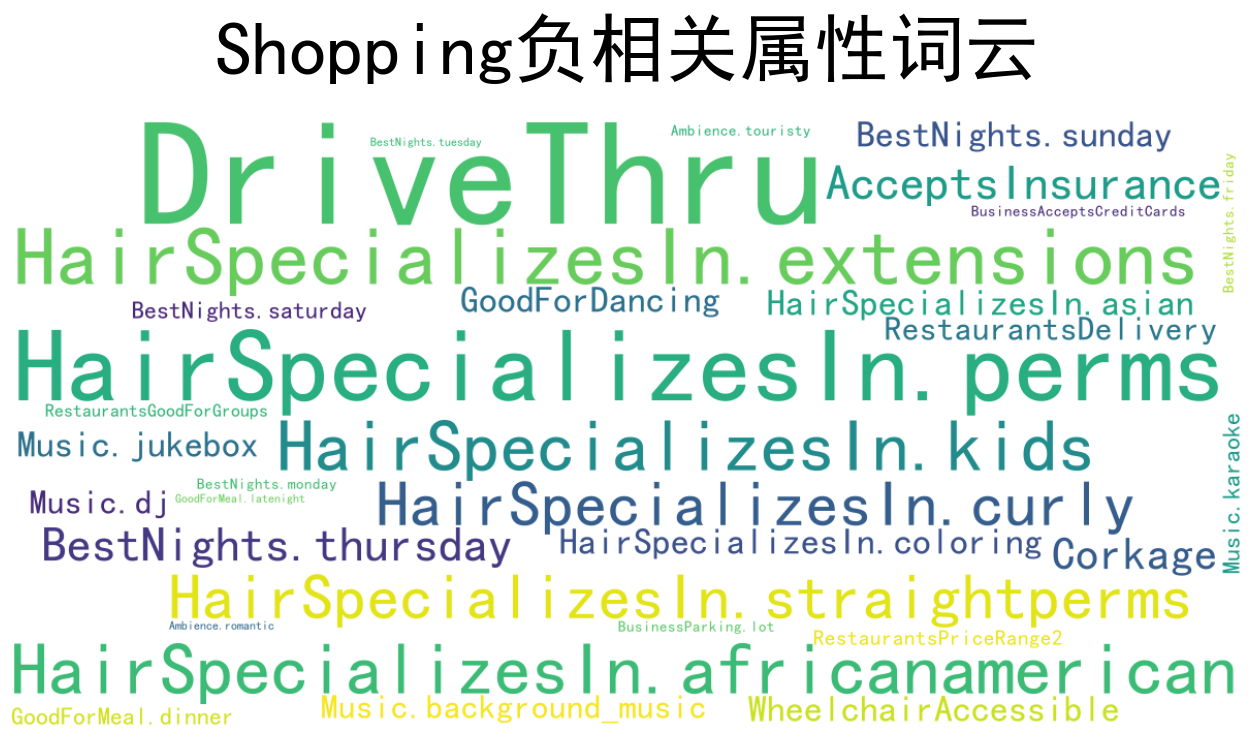 Shopping负相关属性词云
DriveThru
BestNights.tuesday
Ambience.touristy
BestNights.sunday
AcceptsInsurance
BusinessAcceptsCreditCards
BestNights.friday
HairSpecializesIn.extensions
BestNights.saturday
GoodForDancing
HairSpecializesIn.asian
RestaurantsDelivery
HairSpecializesIn.perms
RestaurantsGoodForGroups
Music.jukebox
HairSpecializesIn.kids
Music.karaoke
BestNights.monday
Music.dj
GoodForMeal.latenight
HairSpecializesIn.curly
BestNights.thursday
HairSpecializesIn.coloring
Corkage
HairSpecializesIn.straightperms
Ambience.romantic
BusinessParking.lot
RestaurantsPriceRange2
HairSpecializesIn.africanamerican
GoodForMeal.dinner
Music.background_music
WheelchairAccessible